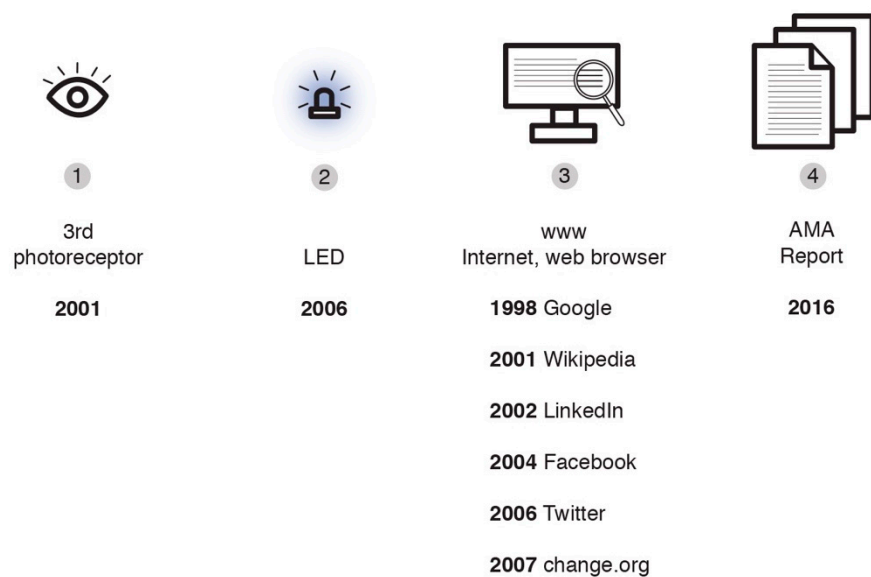 1
3rd
photoreceptor
2001
2
LED
2006
3
www
Internet, web browser
1998 Google
2001 Wikipedia
2002 LinkedIn
2004 Facebook
2006 Twitter
2007 change.org
4
AMA
Report
2016